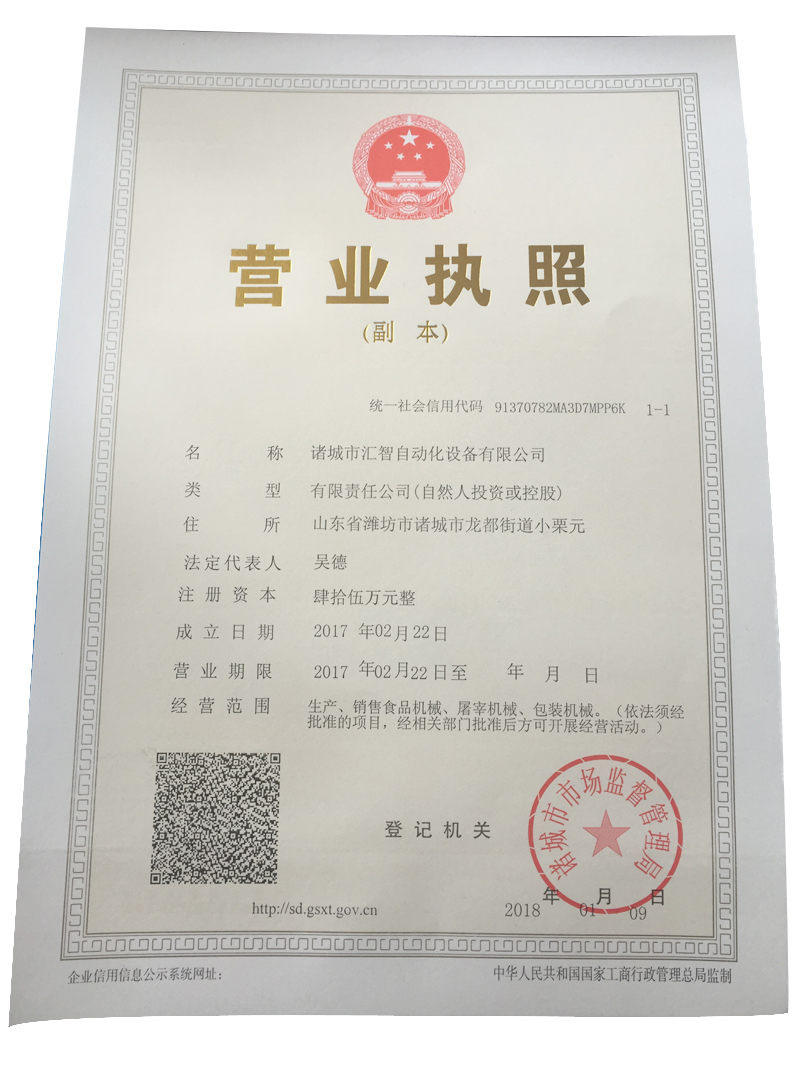 营业执照
(副 本)
统一社会信用代码 91370782MA3D7MPP6K 1-1
名 称 诸城市汇智自动化设备有限公司
类 型 有限责任公司(自然人投资或控股)
住 所 山东省潍坊市诸城市龙都街道小栗元
法定代表人 吴德
注 册 资 本 肆拾伍万元整
成 立 日 期 2017 年02月22日
营 业 期 限 2017 年02月22日至 年 月 日
经 营 范 围 生产、销售食品机械、屠宰机械、包装机械。（依法须经
批准的项目，经相关部门批准后方可开展经营活动。）
诸城市市场监督管理局
登 记 机 关
年 月 日
2018 01 09
http://sd.gsxt.gov.cn
企业信用信息公示系统网址：
中华人民共和国国家工商行政管理总局监制